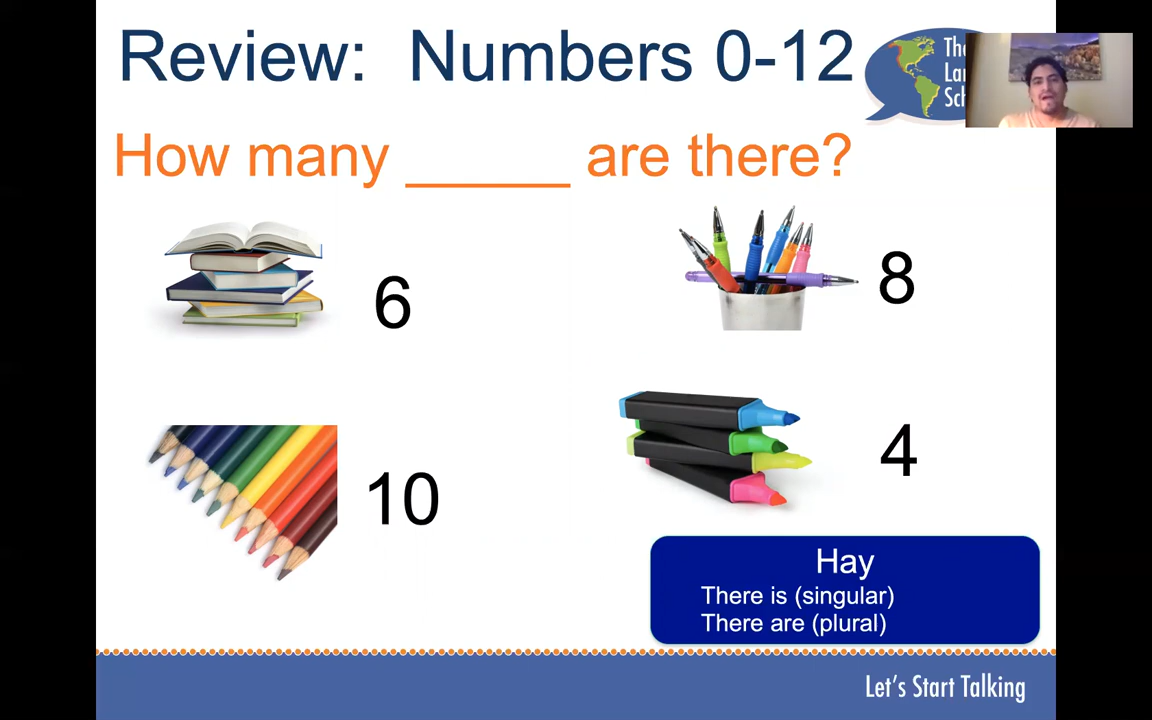 Review: Numbers 0-12
How many _____ are there?
6
8
10
4
Hay
There is (singular)
There are (plural)
Let's Start Talking